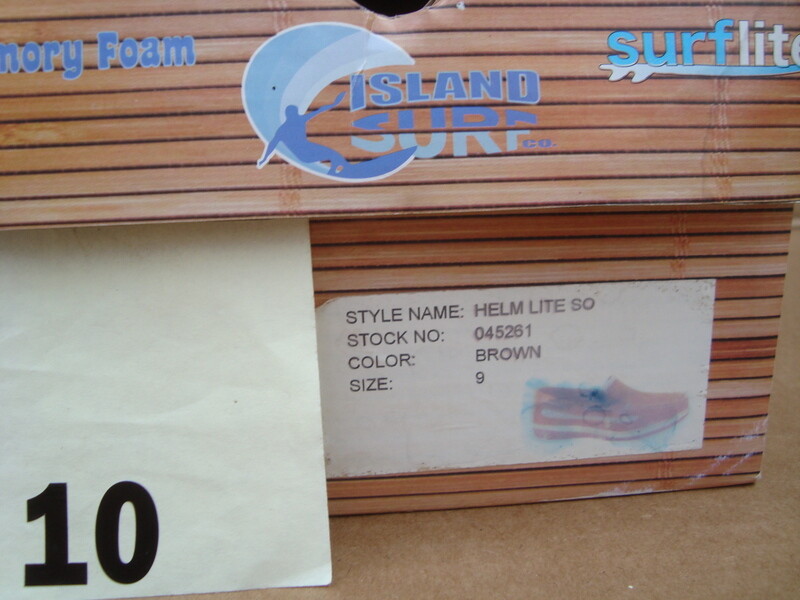 mory Foam
ISLAND
SURF
CO.
surflite
STYLE NAME: HELM LITE SO
STOCK NO: 045261
COLOR: BROWN
SIZE: 9
10